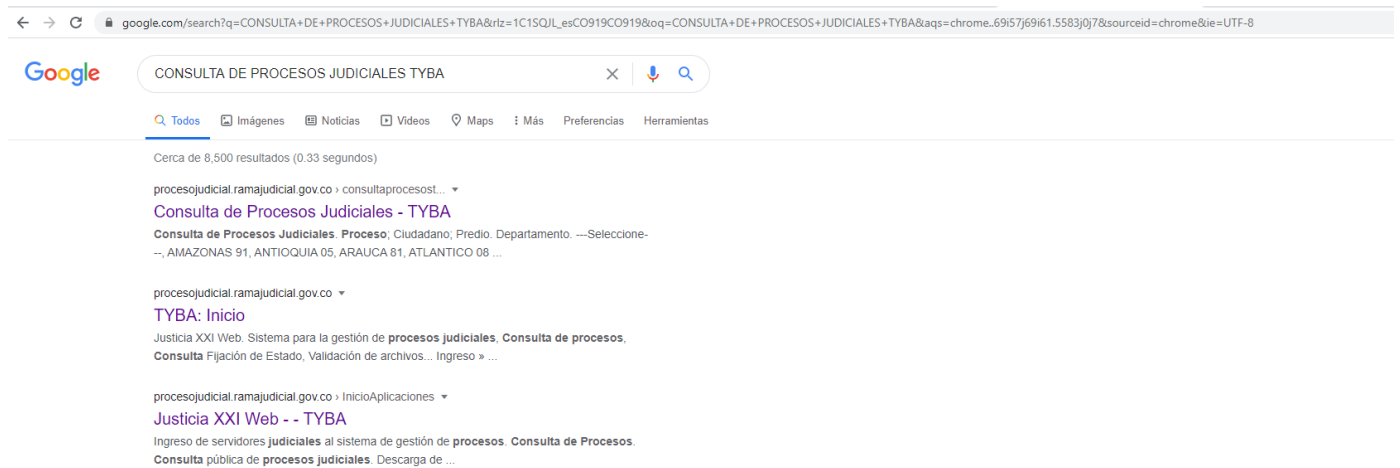 google.com/search?q=CONSULTA+DE+PROCESOS+JUDICIALES+TYBA&rlz=1C1SQJL_esCO919CO919&oq=CONSULTA+DE+PROCESOS+JUDICIALES+TYBA&aqs=chrome..69i57j69i61.5583j0j7&sourceid=chrome&ie=UTF-8
Google
CONSULTA DE PROCESOS JUDICIALES TYBA
Todos Imágenes Noticias Videos Maps Más Preferencias Herramientas
Cerca de 8,500 resultados (0.33 segundos)
procesojudicial.ramajudicial.gov.co › consultaprocesost...
Consulta de Procesos Judiciales - TYBA
Consulta de Procesos Judiciales. Proceso; Ciudadano; Predio. Departamento. ---Seleccione-
--, AMAZONAS 91, ANTIOQUIA 05, ARAUCA 81, ATLANTICO 08 ...
procesojudicial.ramajudicial.gov.co
TYBA: Inicio
Justicia XXI Web. Sistema para la gestión de procesos judiciales, Consulta de procesos,
Consulta Fijación de Estado, Validación de archivos... Ingreso » ...
procesojudicial.ramajudicial.gov.co › InicioAplicaciones
Justicia XXI Web - - TYBA
Ingreso de servidores judiciales al sistema de gestión de procesos. Consulta de Procesos.
Consulta pública de procesos judiciales. Descarga de ...